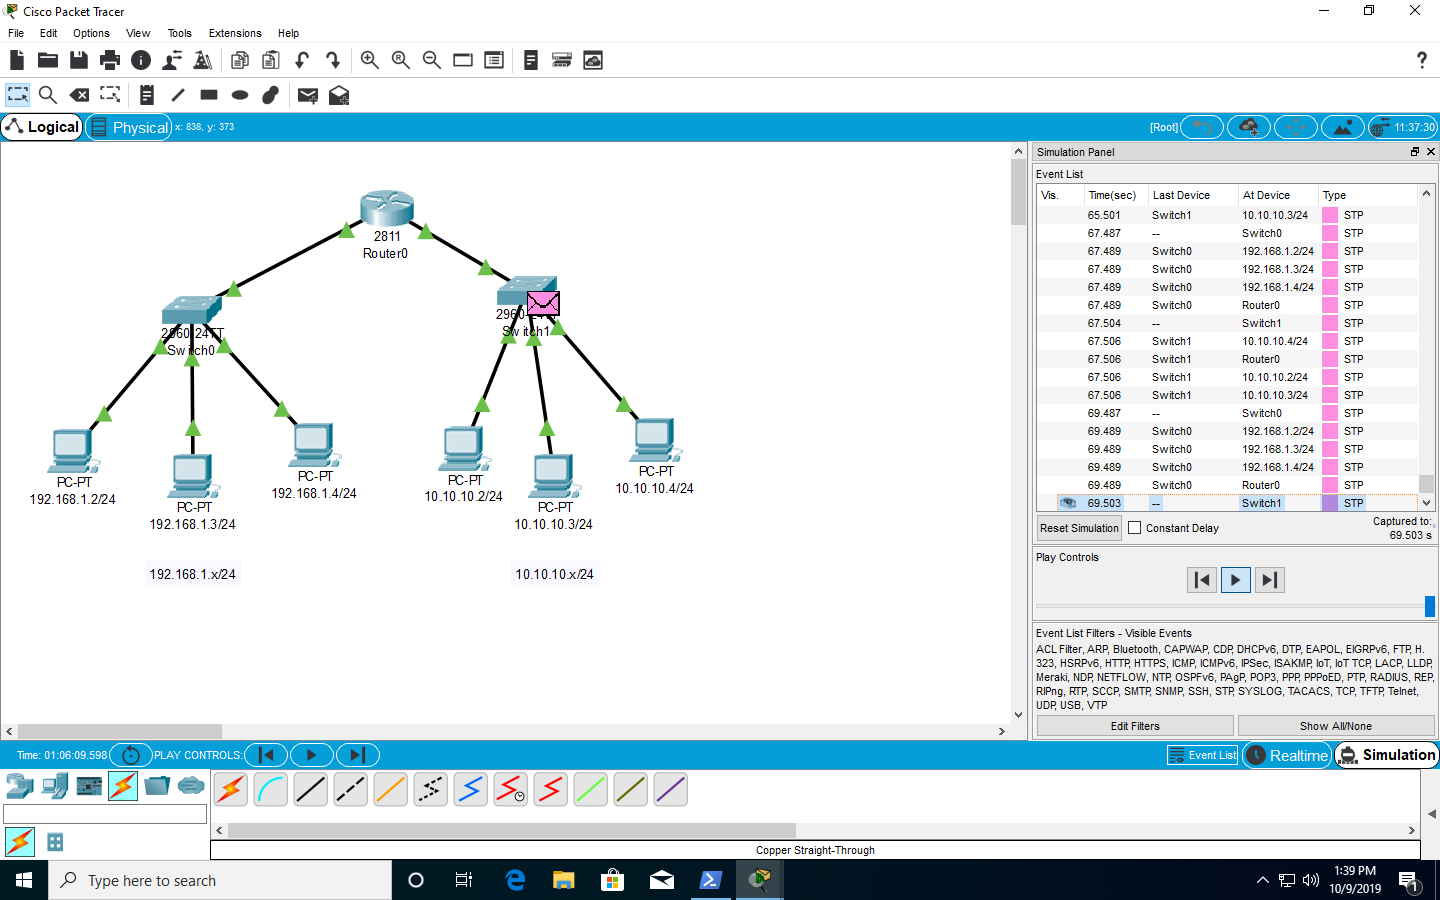 Cisco Packet Tracer
File Edit Options View Tools Extensions Help
Logical Physical x: 838, y: 373 [Root] 11:37:30
2811
Router0
2960-24TT
Switch0
2960-24TT
Switch1
PC-PT
192.168.1.2/24
PC-PT
192.168.1.3/24
PC-PT
192.168.1.4/24
PC-PT
10.10.10.2/24
PC-PT
10.10.10.3/24
PC-PT
10.10.10.4/24
192.168.1.x/24
10.10.10.x/24
Simulation Panel
Event List
Vis. Time(sec) Last Device At Device Type
65.501 Switch1 10.10.10.3/24 STP
67.487 -- Switch0 STP
67.489 Switch0 192.168.1.2/24 STP
67.489 Switch0 192.168.1.3/24 STP
67.489 Switch0 192.168.1.4/24 STP
67.489 Switch0 Router0 STP
67.504 -- Switch1 STP
67.506 Switch1 10.10.10.4/24 STP
67.506 Switch1 Router0 STP
67.506 Switch1 10.10.10.2/24 STP
67.506 Switch1 10.10.10.3/24 STP
69.487 -- Switch0 STP
69.489 Switch0 192.168.1.2/24 STP
69.489 Switch0 192.168.1.3/24 STP
69.489 Switch0 192.168.1.4/24 STP
69.489 Switch0 Router0 STP
69.503 -- Switch1 STP
Reset Simulation Constant Delay Captured to:
69.503 s
Play Controls
Event List Filters - Visible Events
ACL Filter, ARP, Bluetooth, CAPWAP, CDP, DHCPv6, DTP, EAPOL, EIGRPv6, FTP, H.
323, HSRPv6, HTTP, HTTPS, ICMP, ICMPv6, IPSec, ISAKMP, IoT, IoT TCP, LACP, LLDP,
Meraki, NDP, NETFLOW, NTP, OSPFv6, PAgP, POP3, PPP, PPPoED, PTP, RADIUS, REP,
RIPng, RTP, SCCP, SMTP, SNMP, SSH, STP, SYSLOG, TACACS, TCP, TFTP, Telnet,
UDP, USB, VTP
Edit Filters Show All/None
Time: 01:06:09.598 PLAY CONTROLS: Event List Realtime Simulation
Copper Straight-Through
Type here to search
1:39 PM
10/9/2019
1